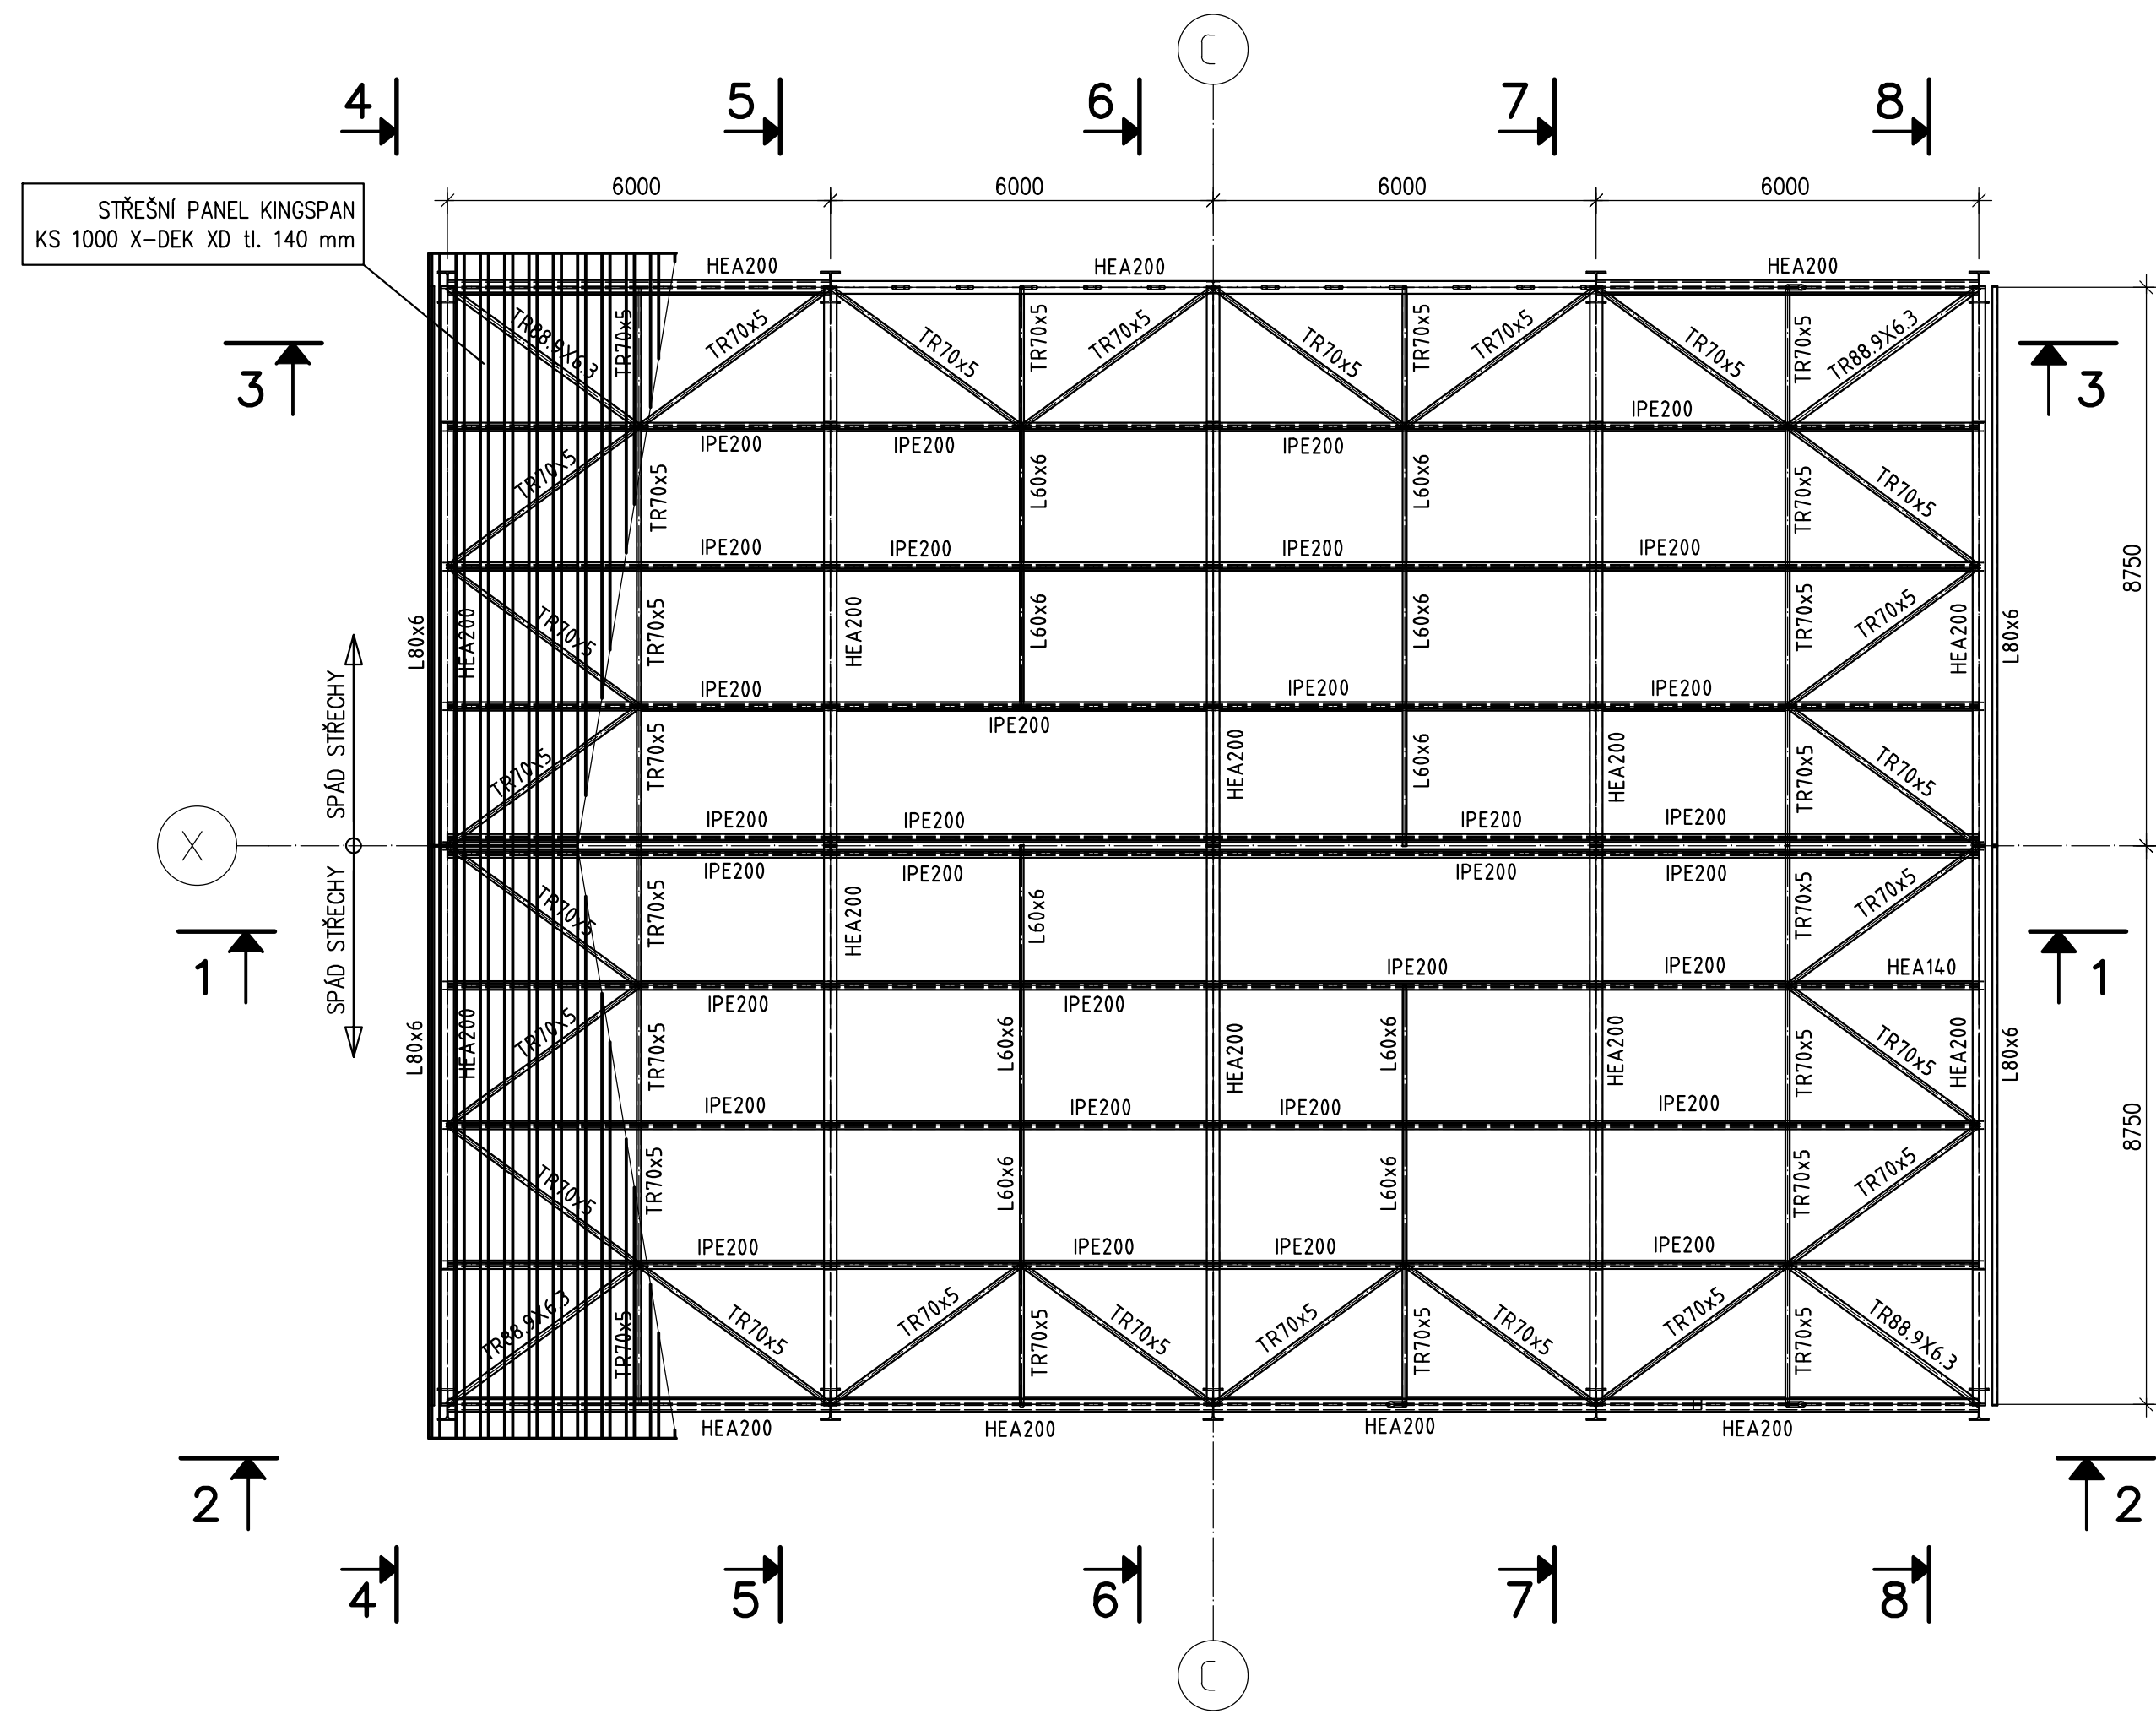 C
4 5 6 7 8
6000 6000 6000 6000
STŘEŠNÍ PANEL KINGSPAN
KS 1000 X-DEK XD tl. 140 mm
HEA200 HEA200 HEA200
TR88.9X6.3 TR70x5 TR70x5 TR70x5 TR70x5 TR70x5 TR70x5 TR70x5 TR70x5 TR70x5 TR70x5 TR88.9X6.3
3 3
IPE200
IPE200 IPE200 IPE200
TR70x5 TR70x5 L60x6 L60x6 TR70x5 TR70x5
IPE200 IPE200 IPE200 IPE200
8750
L80x6 HEA200 TR70x5 TR70x5 HEA200 L60x6 L60x6 TR70x5 TR70x5 HEA200 L80x6
SPÁD STŘECHY
IPE200 IPE200 IPE200
IPE200
TR70x5 TR70x5 HEA200 L60x6 HEA200 TR70x5 TR70x5
IPE200 IPE200 IPE200 IPE200
X
IPE200 IPE200 IPE200 IPE200
SPÁD STŘECHY
TR70x5 TR70x5 HEA200 L60x6 TR70x5 TR70x5
1 1
IPE200 IPE200 HEA140
IPE200 IPE200
L80x6 HEA200 TR70x5 TR70x5 L60x6 HEA200 L60x6 HEA200 TR70x5 TR70x5 HEA200 L80x6
IPE200 IPE200 IPE200 IPE200
8750
TR70x5 TR70x5 L60x6 L60x6 TR70x5 TR70x5
IPE200 IPE200 IPE200 IPE200
TR88.9X6.3 TR70x5 TR70x5 TR70x5 TR70x5 TR70x5 TR70x5 TR70x5 TR70x5 TR70x5 TR70x5 TR88.9X6.3
HEA200 HEA200 HEA200 HEA200
2 2
4 5 6 7 8
C